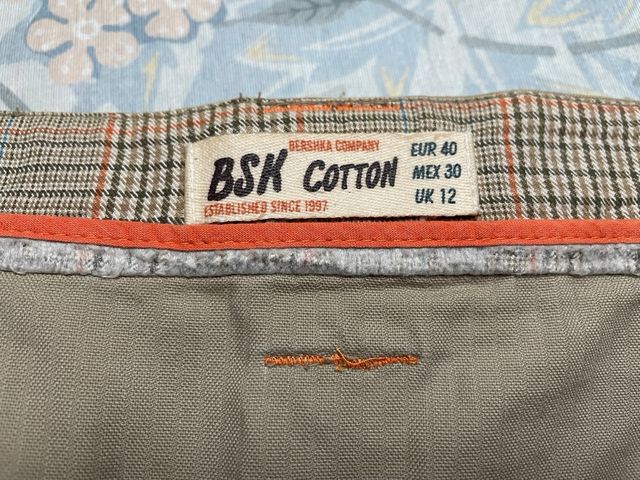 BERSHKA COMPANY
BSK COTTON
ESTABLISHED SINCE 1997
EUR 40
MEX 30
UK 12